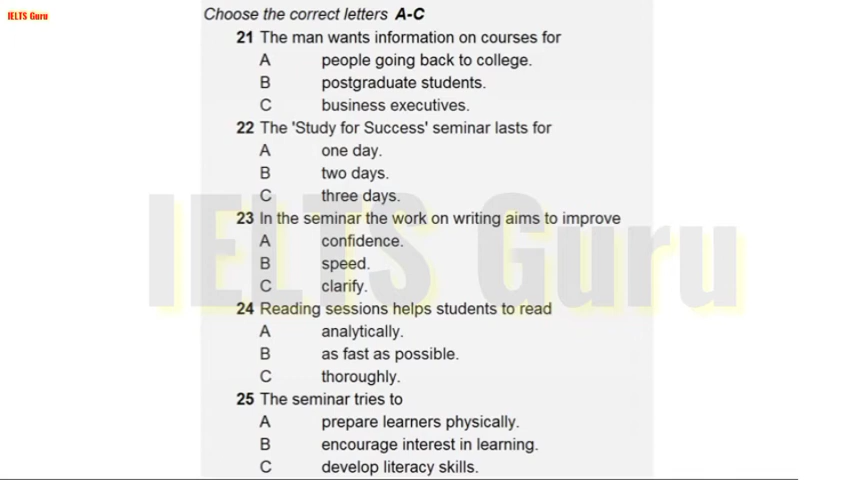 IELTS Guru
Choose the correct letters A-C
21 The man wants information on courses for
A people going back to college.
B postgraduate students.
C business executives.
22 The 'Study for Success' seminar lasts for
A one day.
B two days.
C three days.
23 In the seminar the work on writing aims to improve
A confidence.
B speed.
C clarify.
24 Reading sessions helps students to read
A analytically.
B as fast as possible.
C thoroughly.
25 The seminar tries to
A prepare learners physically.
B encourage interest in learning.
C develop literacy skills.
IELTS Guru